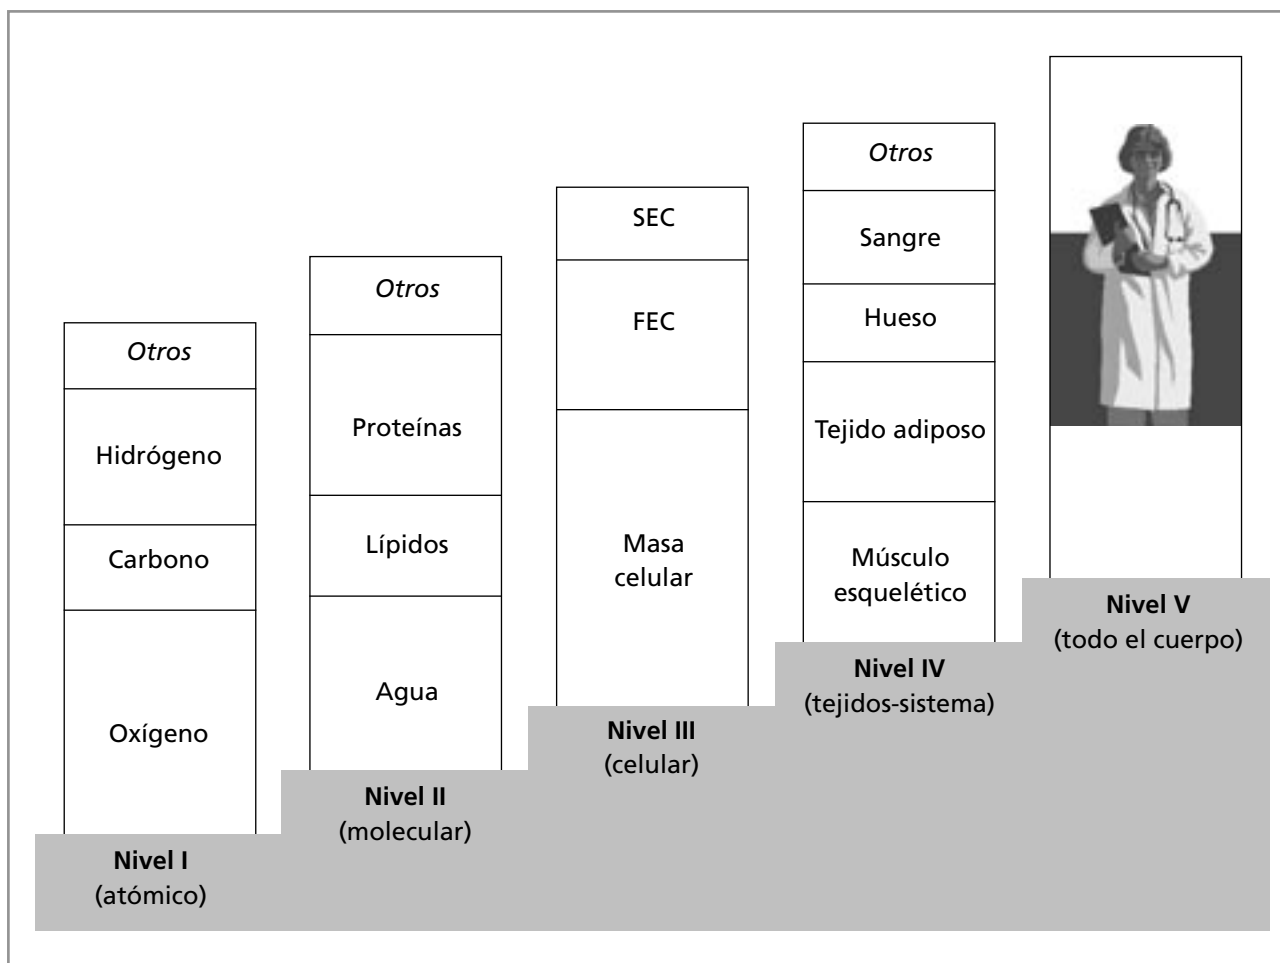 Otros
Hidrógeno
Carbono
Oxígeno
Nivel I
(atómico)
Otros
Proteínas
Lípidos
Agua
Nivel II
(molecular)
SEC
FEC
Masa
celular
Nivel III
(celular)
Otros
Sangre
Hueso
Tejido adiposo
Músculo
esquelético
Nivel IV
(tejidos-sistema)
Nivel V
(todo el cuerpo)